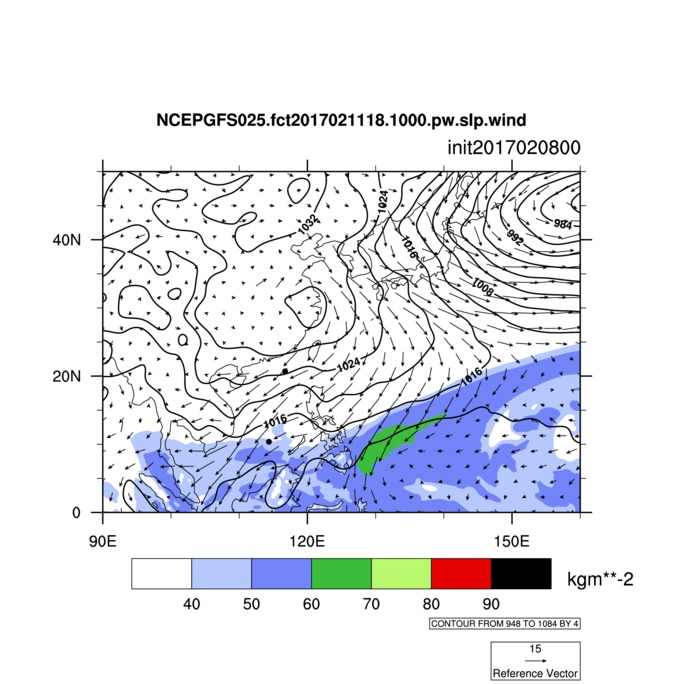 NCEPGFS025.fct2017021118.1000.pw.slp.wind
init2017020800
1032
1024
1016
992
984
1008
1024
1016
1016
40N
20N
0
90E 120E 150E
40 50 60 70 80 90
kgm**-2
CONTOUR FROM 948 TO 1084 BY 4
15
Reference Vector